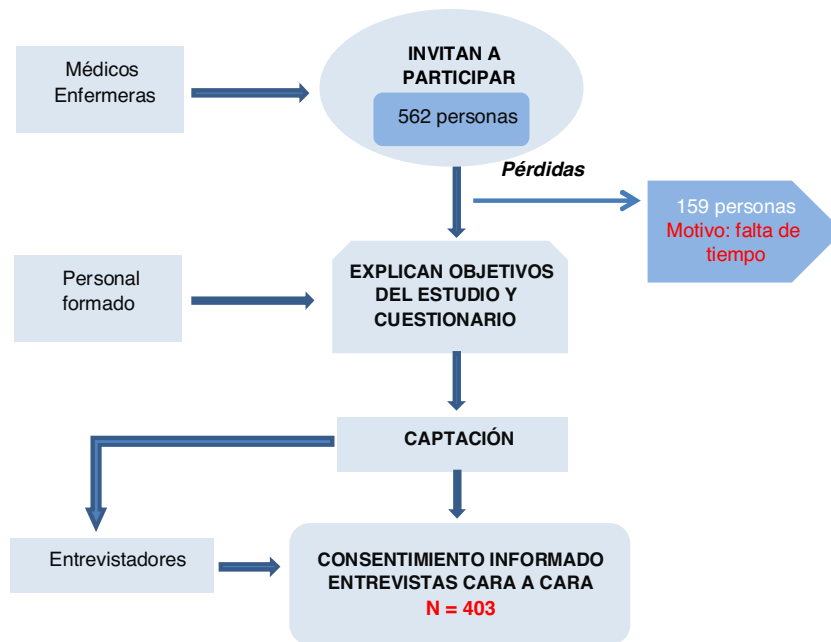 Médicos
Enfermeras
INVITAN A
PARTICIPAR
562 personas
Pérdidas
159 personas
Motivo: falta de
tiempo
Personal
formado
EXPLICAN OBJETIVOS
DEL ESTUDIO Y
CUESTIONARIO
CAPTACIÓN
Entrevistadores
CONSENTIMIENTO INFORMADO
ENTREVISTAS CARA A CARA
N = 403